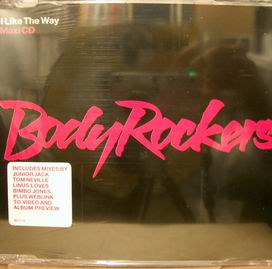 I Like The Way
Maxi CD
BodyRockers
INCLUDES MIXES BY
JUNIOR JACK
TOM NEVILLE
LINUS LOVES
BIMBO JONES
PLUS WEBLINK
TO VIDEO AND
ALBUM PREVIEW